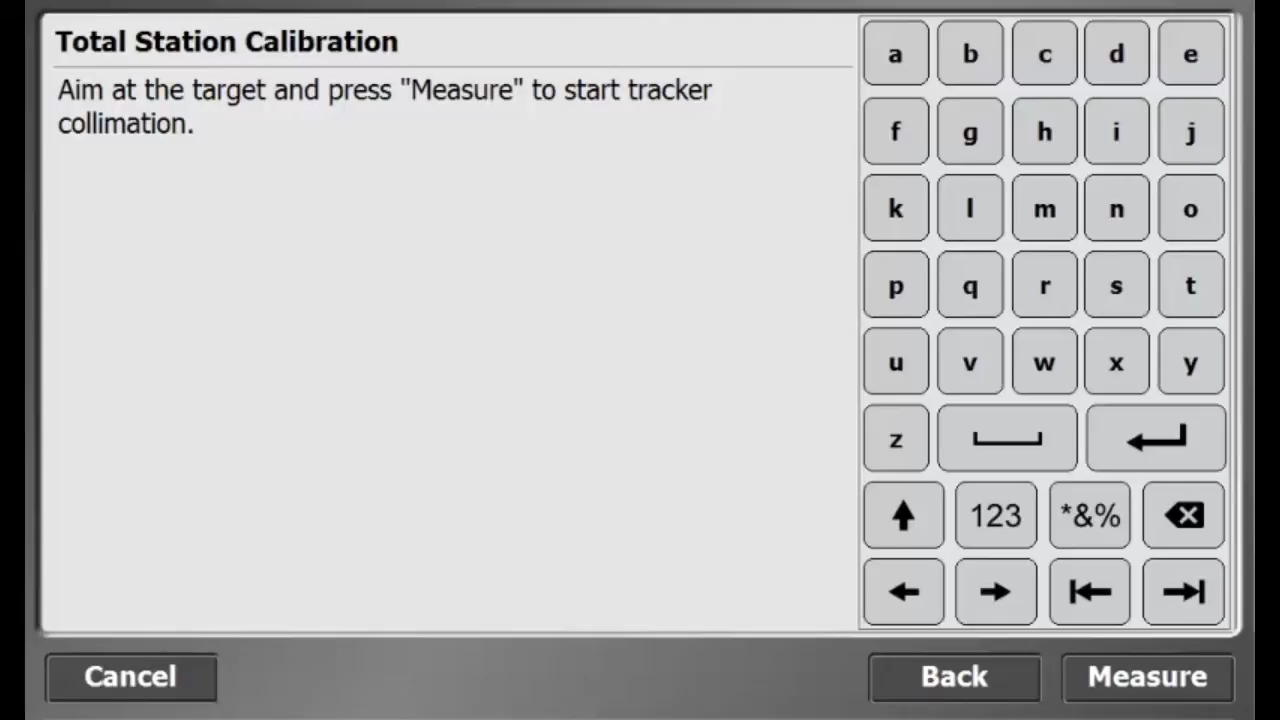 Total Station Calibration
Aim at the target and press "Measure" to start tracker
collimation.
a b c d e
f g h i j
k l m n o
p q r s t
u v w x y
z
123 *&%
Cancel Back Measure